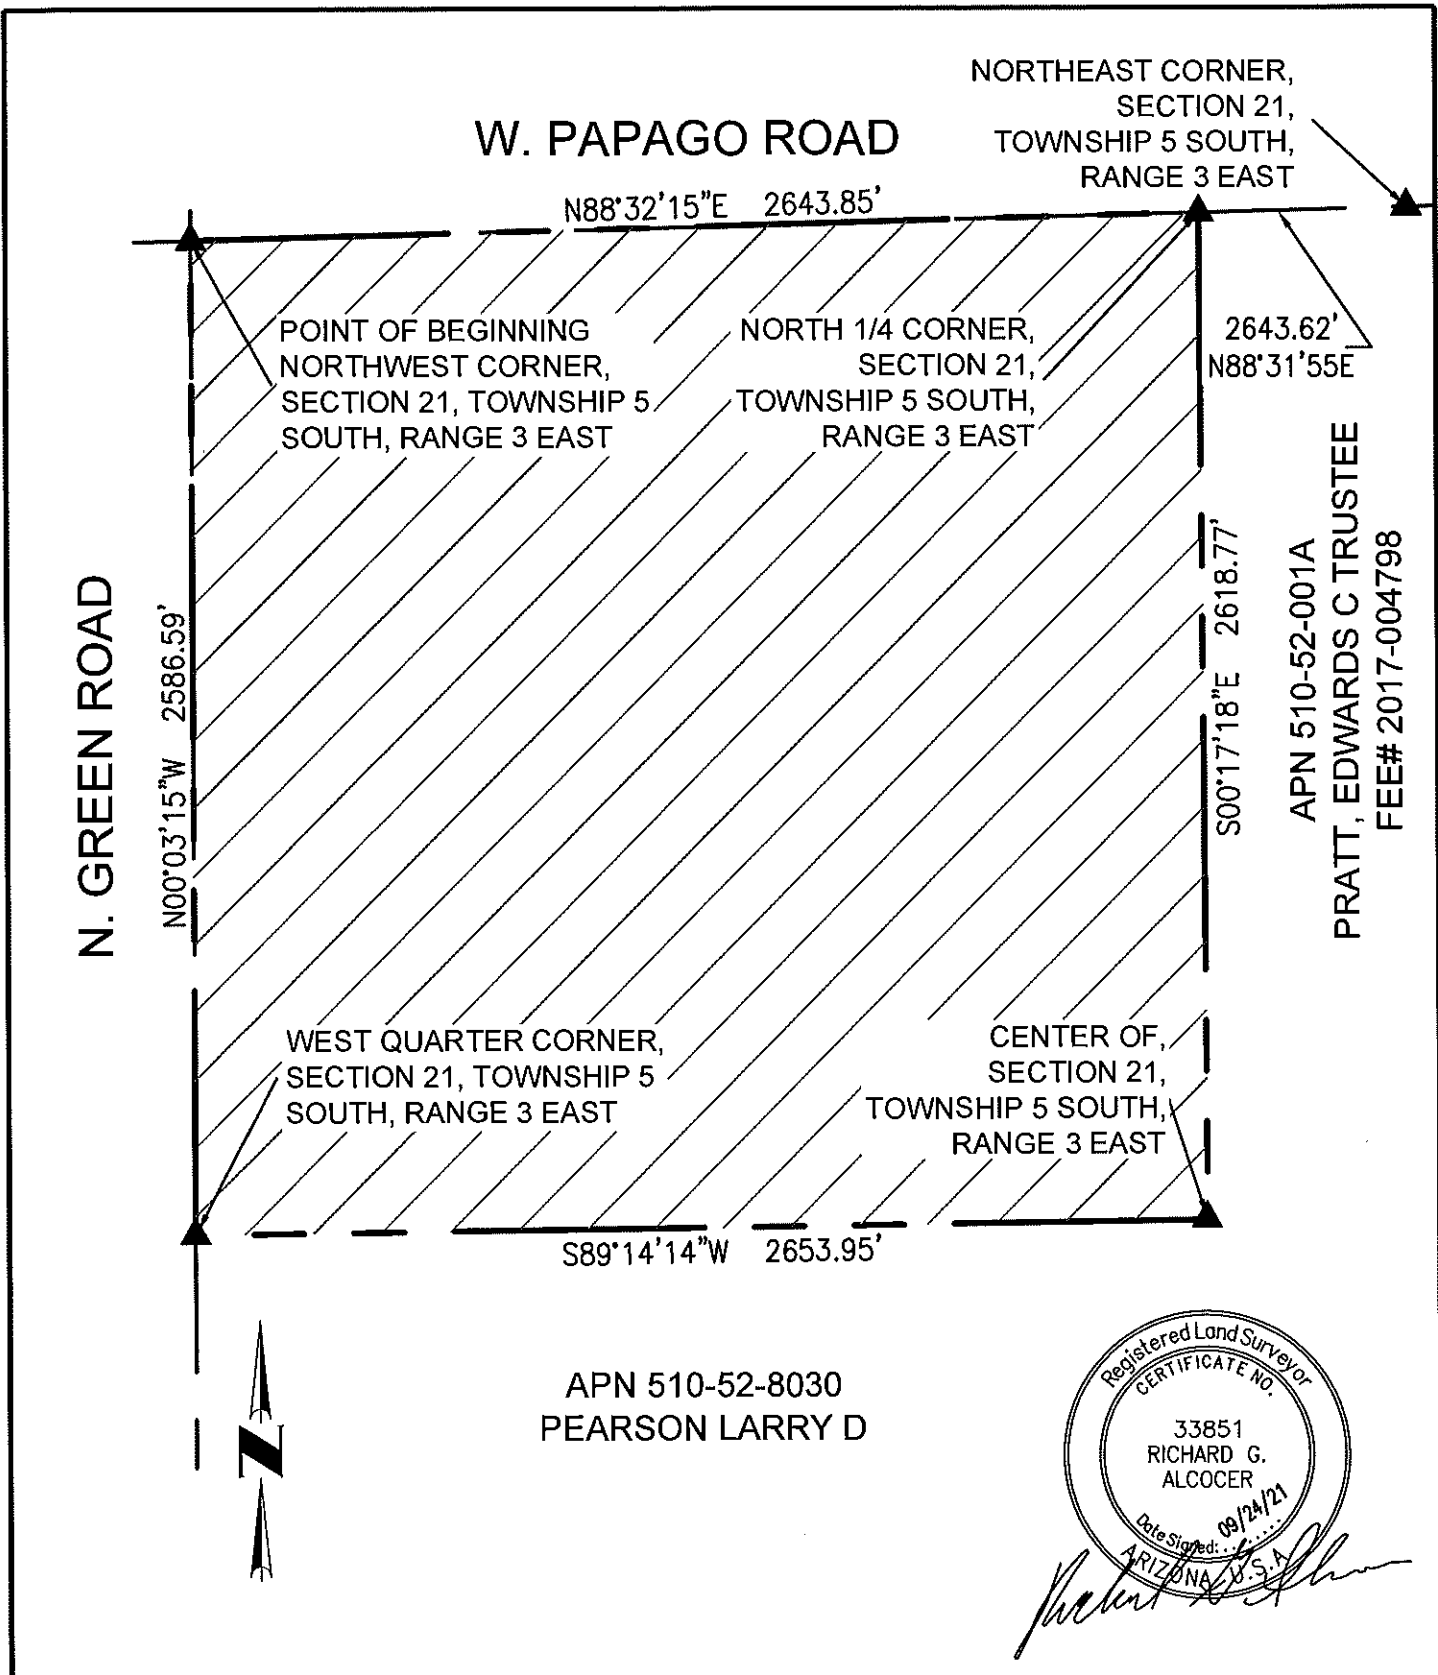 NORTHEAST CORNER,
SECTION 21,
TOWNSHIP 5 SOUTH,
RANGE 3 EAST
W. PAPAGO ROAD
N88°32'15"E 2643.85'
POINT OF BEGINNING
NORTHWEST CORNER,
SECTION 21, TOWNSHIP 5
SOUTH, RANGE 3 EAST
NORTH 1/4 CORNER,
SECTION 21,
TOWNSHIP 5 SOUTH,
RANGE 3 EAST
2643.62'
N88°31'55E
N. GREEN ROAD
N00°03'15"W 2586.59'
S00°17'18"E 2618.77'
APN 510-52-001A
PRATT, EDWARDS C TRUSTEE
FEE# 2017-004798
WEST QUARTER CORNER,
SECTION 21, TOWNSHIP 5
SOUTH, RANGE 3 EAST
CENTER OF,
SECTION 21,
TOWNSHIP 5 SOUTH,
RANGE 3 EAST
S89°14'14"W 2653.95'
N
APN 510-52-8030
PEARSON LARRY D
Registered Land Surveyor
CERTIFICATE NO.
33851
RICHARD G.
ALCOCER
Date Signed: 09/24/21
ARIZONA, U.S.A.